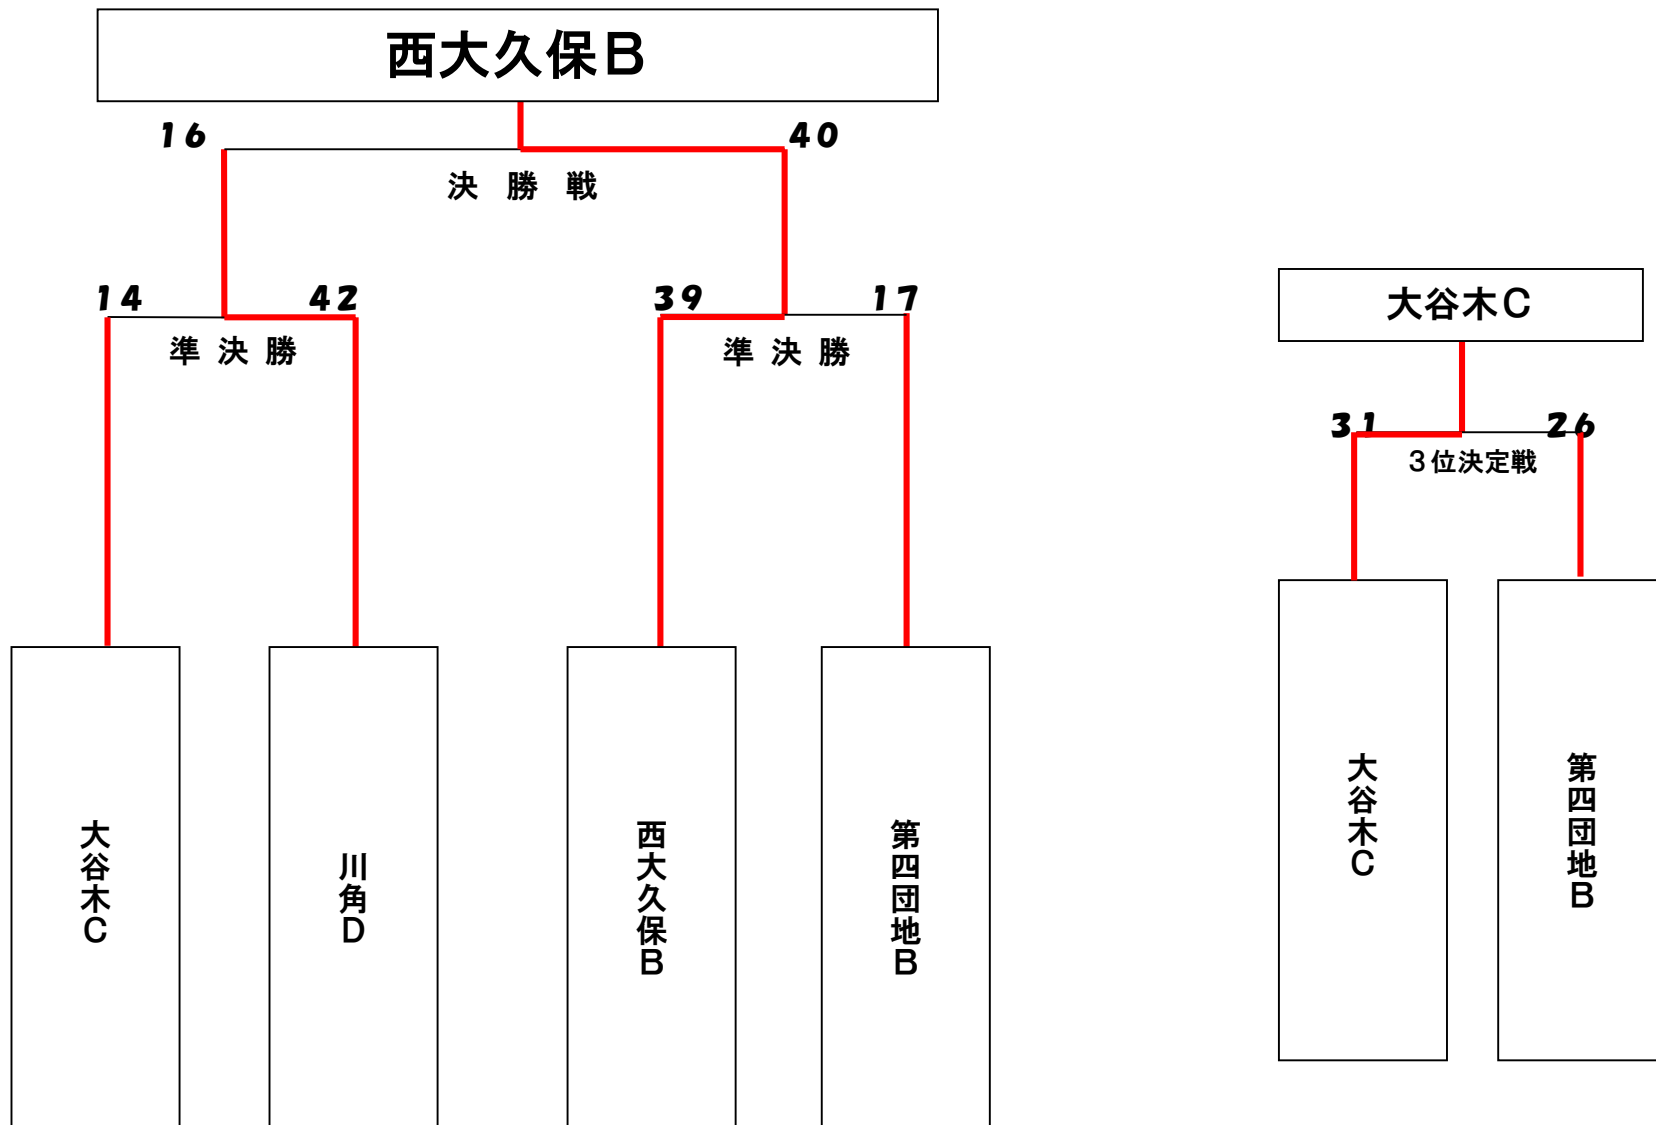 西大久保Ｂ
16
40
決　勝　戦
14
42
39
17
準 決 勝
準 決 勝
大谷木Ｃ
31
26
３位決定戦
大谷木Ｃ
川角Ｄ
西大久保Ｂ
第四団地Ｂ
大谷木Ｃ
第四団地Ｂ